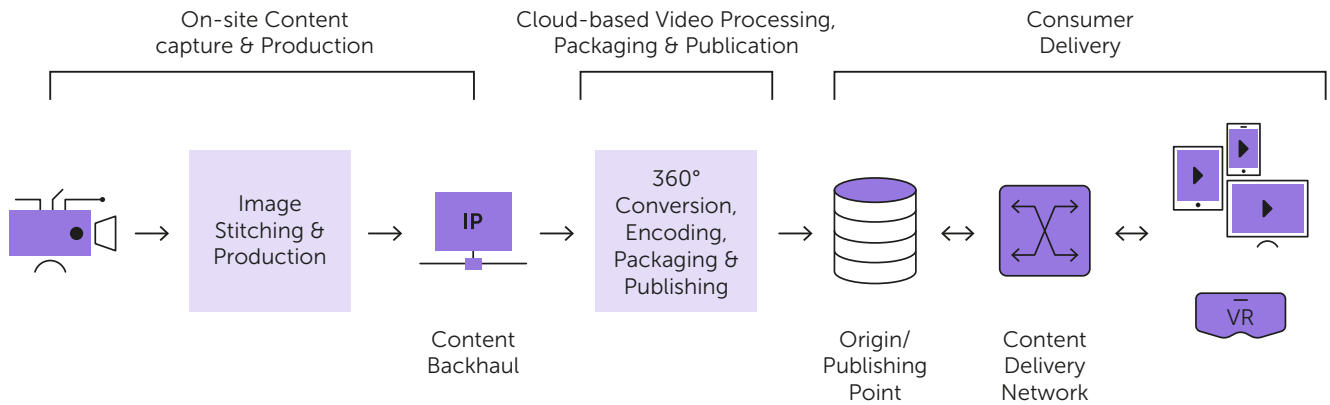 On-site Content
capture & Production
Cloud-based Video Processing,
Packaging & Publication
Consumer
Delivery
Image
Stitching &
Production
IP
Content
Backhaul
360°
Conversion,
Encoding,
Packaging &
Publishing
Origin/
Publishing
Point
Content
Delivery
Network
VR